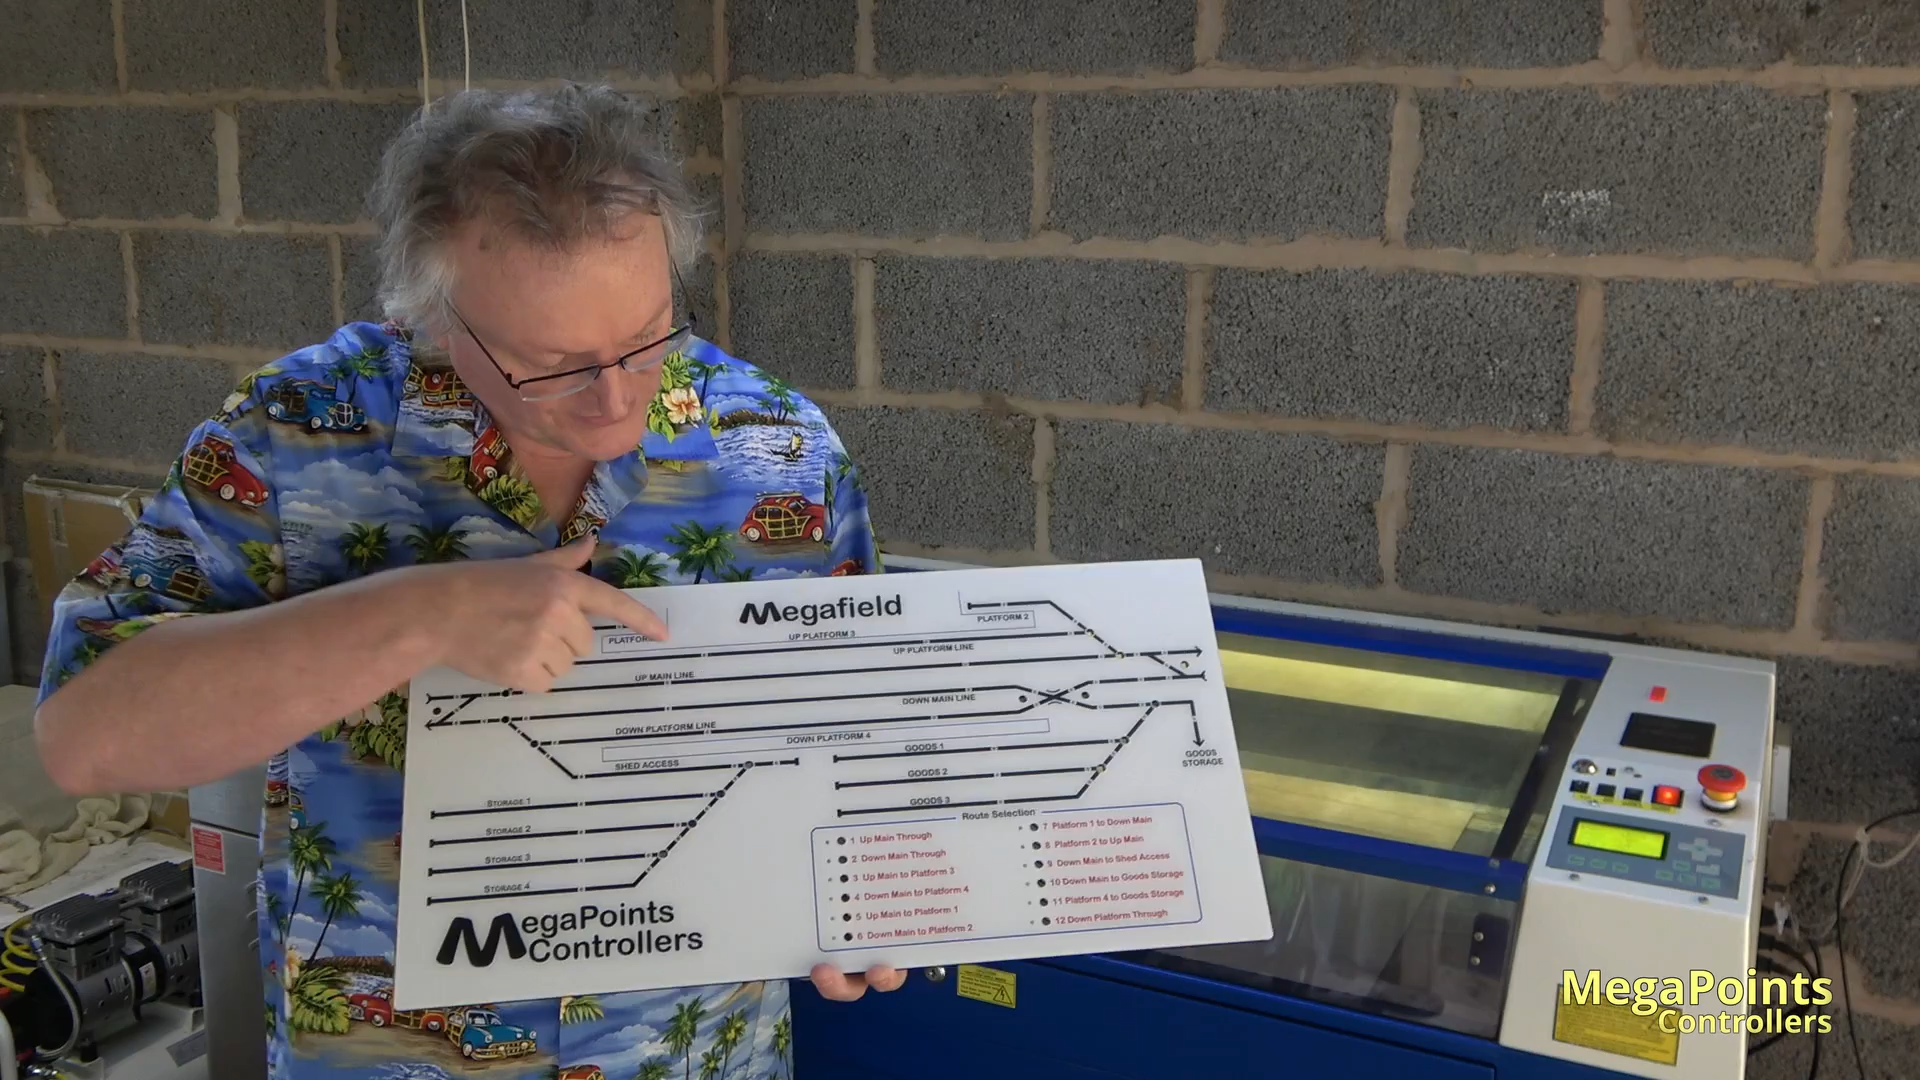 Megafield
PLATFORM 2
PLATFOR
UP PLATFORM 3
UP PLATFORM LINE
UP MAIN LINE
DOWN MAIN LINE
DOWN PLATFORM LINE
DOWN PLATFORM 4
SHED ACCESS
GOODS 1
GOODS 2
GOODS 3
GOODS
STORAGE
STORAGE 1
STORAGE 2
STORAGE 3
STORAGE 4
Route Selection
1 Up Main Through
2 Down Main Through
3 Up Main to Platform 3
4 Down Main to Platform 4
5 Up Main to Platform 1
6 Down Main to Platform 2
7 Platform 1 to Down Main
8 Platform 2 to Up Main
9 Down Main to Shed Access
10 Down Main to Goods Storage
11 Platform 4 to Goods Storage
12 Down Platform Through
MegaPoints
Controllers
MegaPoints
Controllers